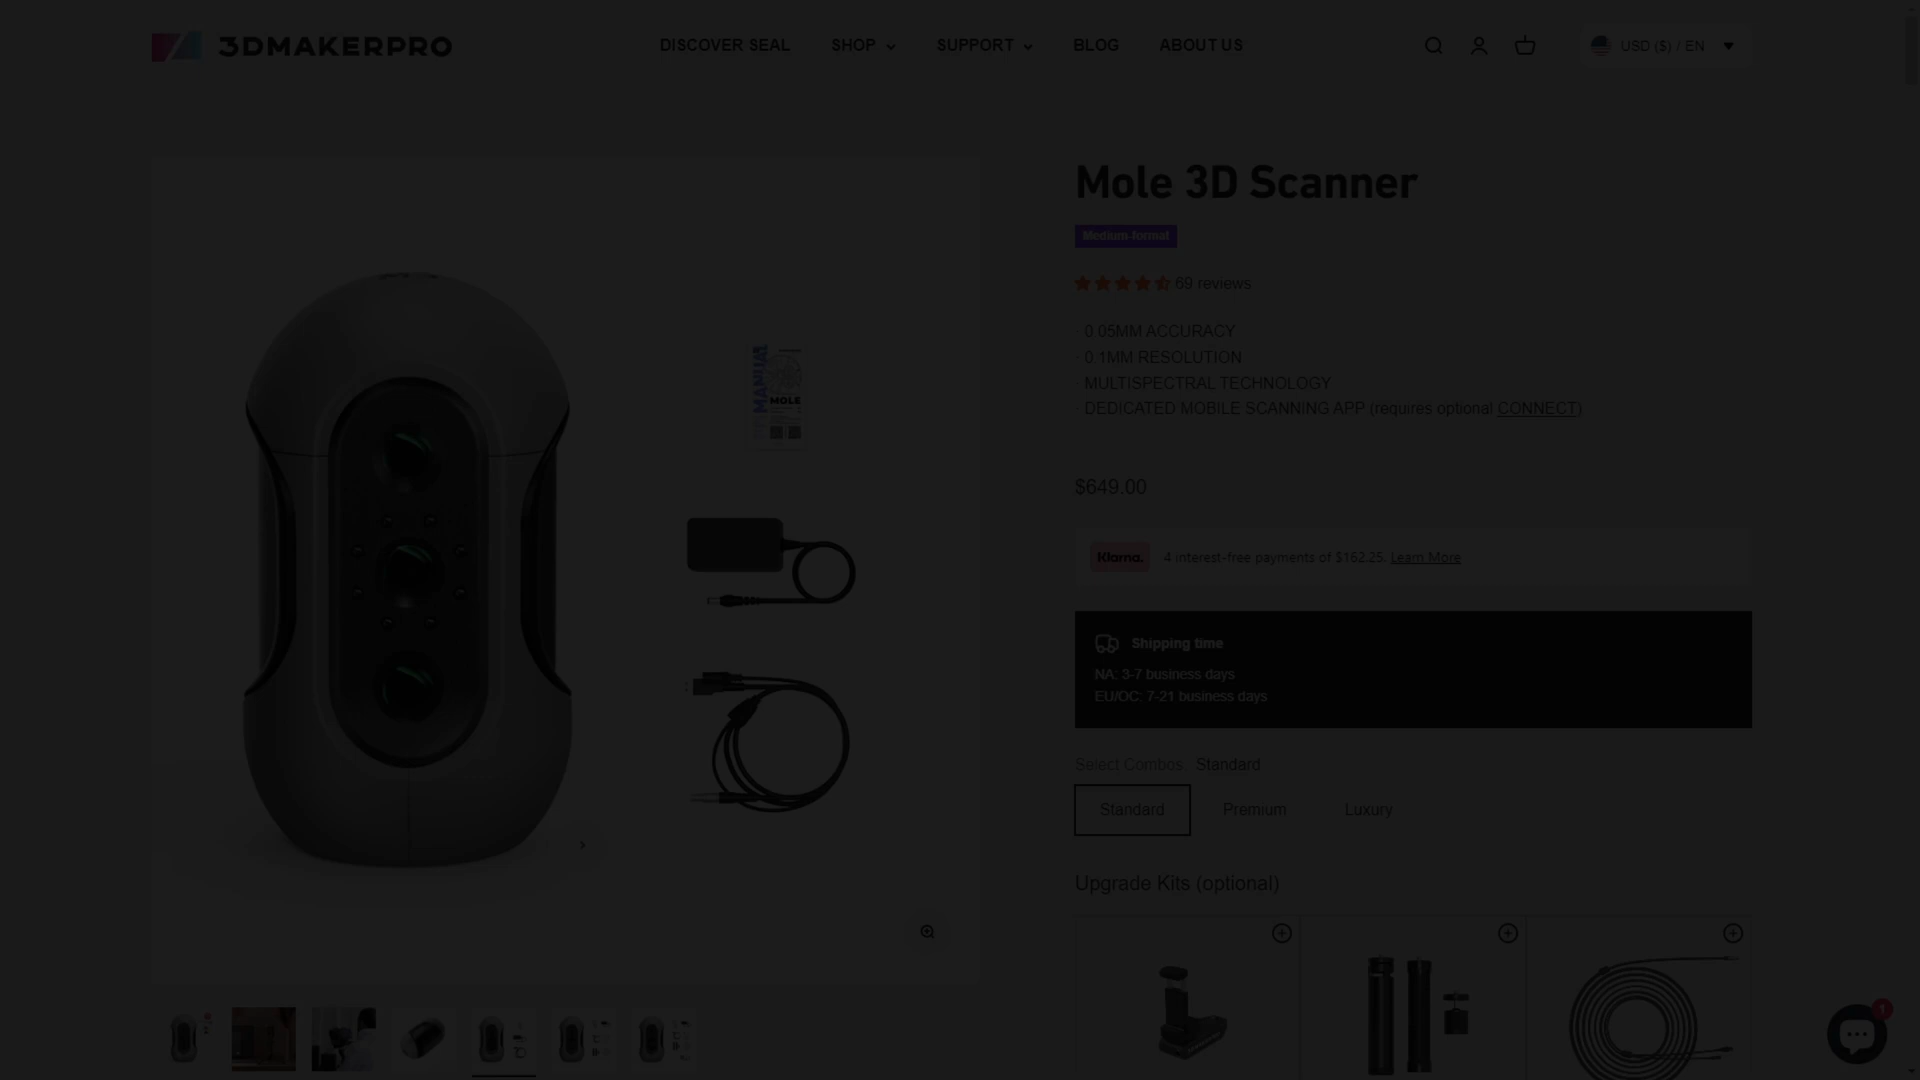 3DMAKERPRO
DISCOVER SEAL SHOP SUPPORT BLOG ABOUT US
USD ($) / EN
Mole 3D Scanner
Medium-format
69 reviews
· 0.05MM ACCURACY
· 0.1MM RESOLUTION
· MULTISPECTRAL TECHNOLOGY
· DEDICATED MOBILE SCANNING APP (requires optional CONNECT)
MANUAL
MOLE
$649.00
Klarna. 4 interest-free payments of $162.25. Learn More
Shipping time
NA: 3-7 business days
EU/OC: 7-21 business days
Select Combos Standard
Standard Premium Luxury
Upgrade Kits (optional)
1